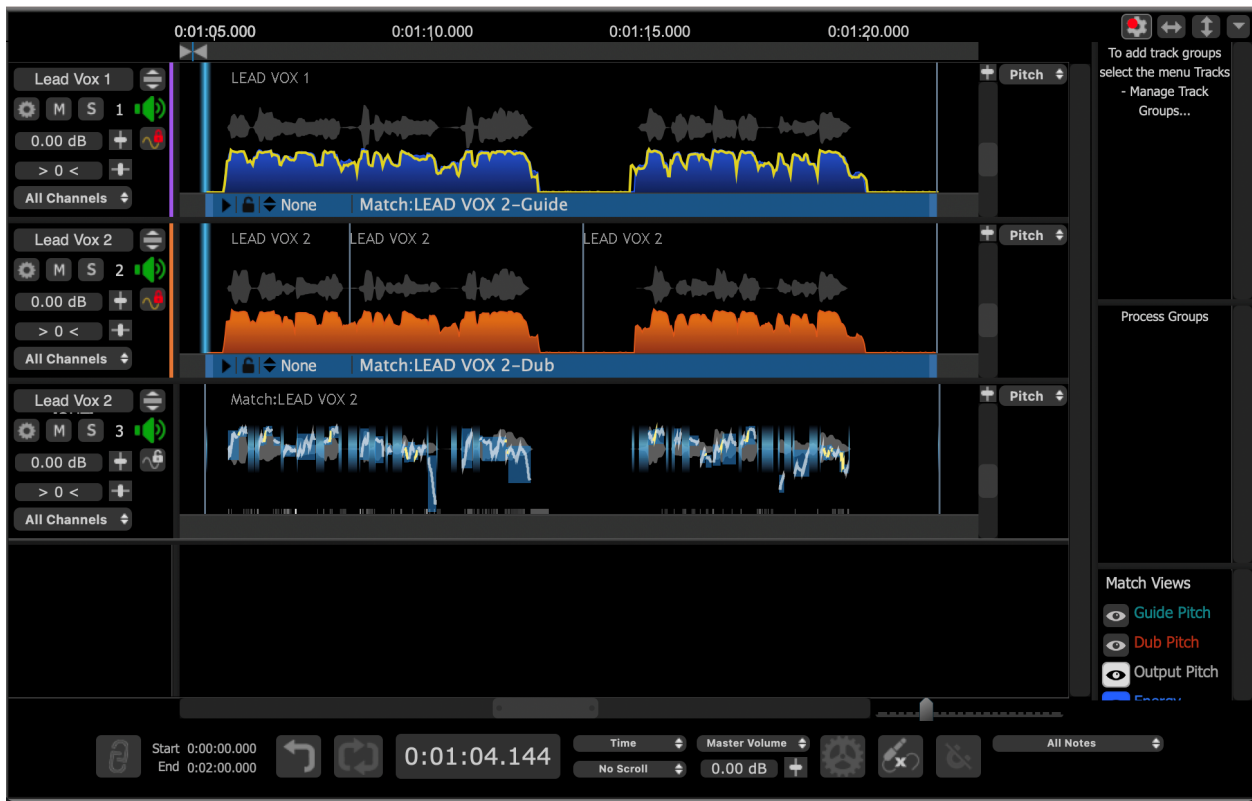 0:01:05.000 0:01:10.000 0:01:15.000 0:01:20.000
To add track groups
select the menu Tracks
- Manage Track
Groups...
Lead Vox 1
M S 1
0.00 dB
> 0 <
All Channels
LEAD VOX 1
Pitch
None Match:LEAD VOX 2-Guide
Lead Vox 2
M S 2
0.00 dB
> 0 <
All Channels
LEAD VOX 2 LEAD VOX 2 LEAD VOX 2
Pitch
None Match:LEAD VOX 2-Dub
Process Groups
Lead Vox 2
M S 3
0.00 dB
> 0 <
All Channels
Match:LEAD VOX 2
Pitch
Match Views
Guide Pitch
Dub Pitch
Output Pitch
Energy
Start 0:00:00.000
End 0:02:00.000
0:01:04.144
Time
No Scroll
Master Volume
0.00 dB
All Notes